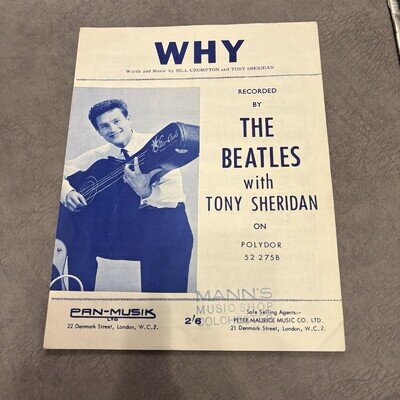 WHY
Words and Music by BILL CROMPTON and TONY SHERIDAN
RECORDED
BY
THE
BEATLES
with
TONY SHERIDAN
ON
POLYDOR
52 275B
MANN'S
MUSIC SHOP
PAN-MUSIK
LTD.
22 Denmark Street, London, W.C.2.
2/6
Sole Selling Agents:-
PETER MAURICE MUSIC CO. LTD.
21 Denmark Street, London, W.C.2.